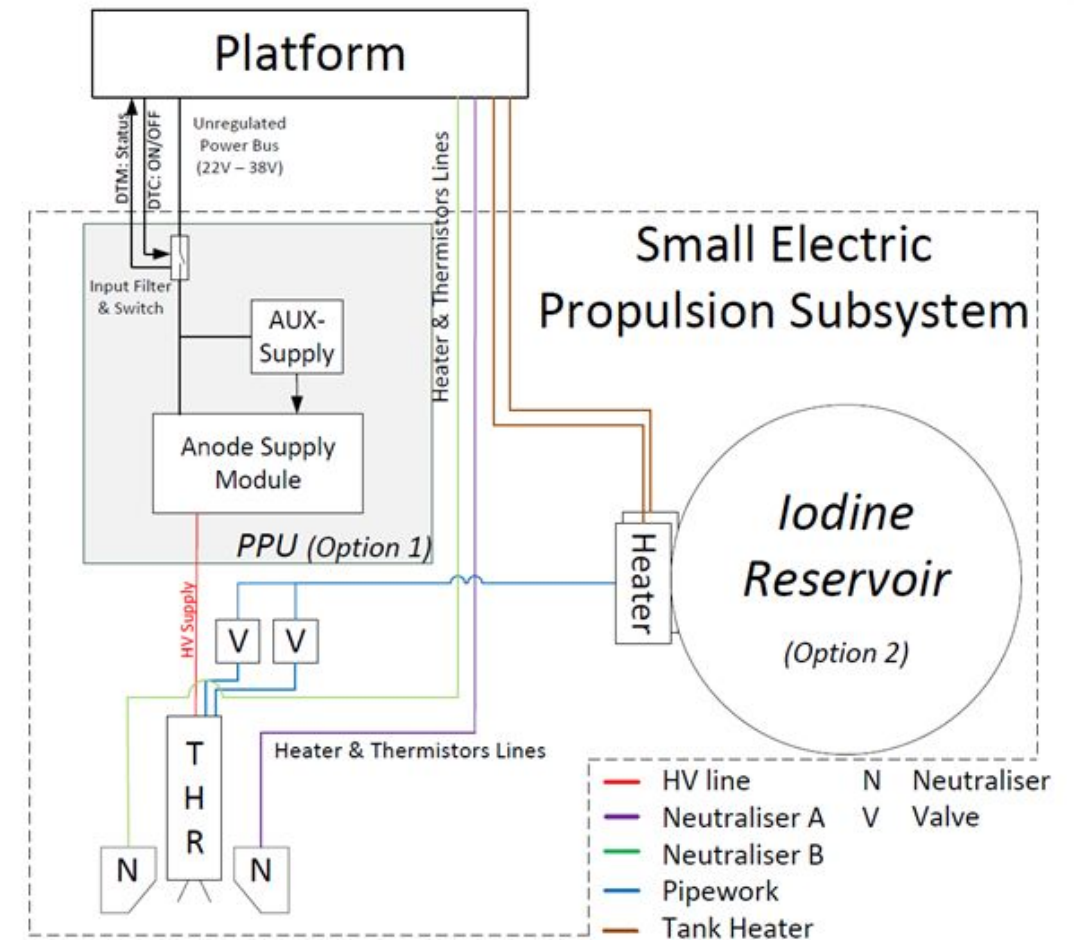 Platform
DTM: Status
DTC: ON/OFF
Unregulated
Power Bus
(22V – 38V)
Heater & Thermistors Lines
Small Electric
Propulsion Subsystem
Input Filter
& Switch
AUX-
Supply
Anode Supply
Module
PPU (Option 1)
HV Supply
V
V
Heater
Iodine
Reservoir
(Option 2)
T
H
R
Heater & Thermistors Lines
N
N
HV line
Neutraliser A
Neutraliser B
Pipework
Tank Heater
N Neutraliser
V Valve